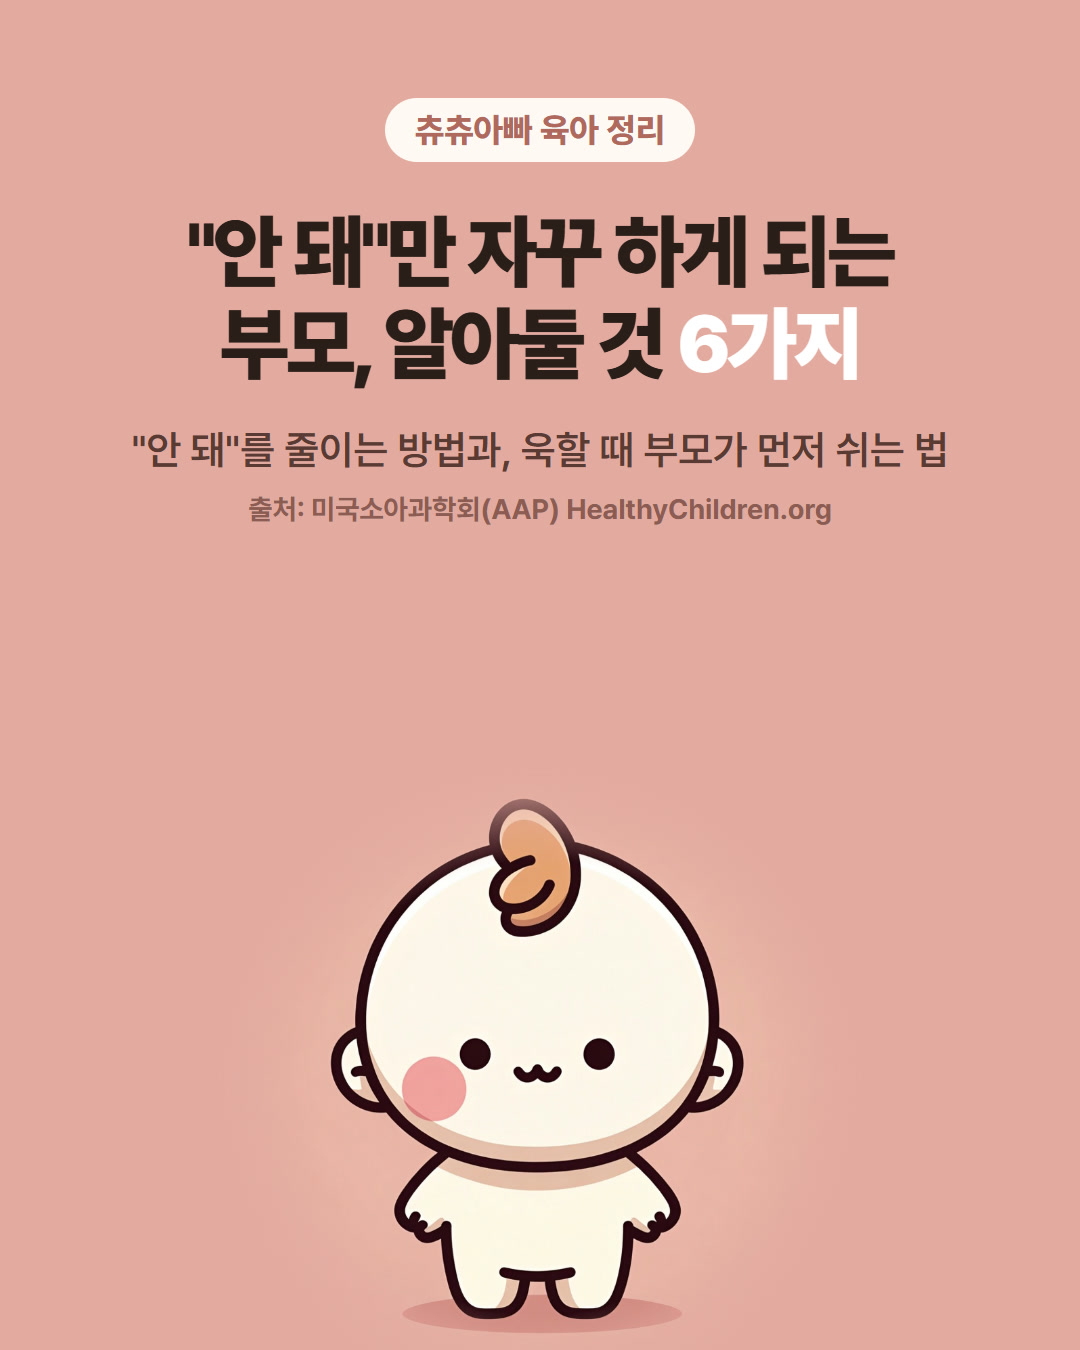 츄츄아빠 육아 정리
"안 돼"만 자꾸 하게 되는
부모, 알아둘 것 6가지
"안 돼"를 줄이는 방법과, 욱할 때 부모가 먼저 쉬는 법
출처: 미국소아과학회(AAP) HealthyChildren.org